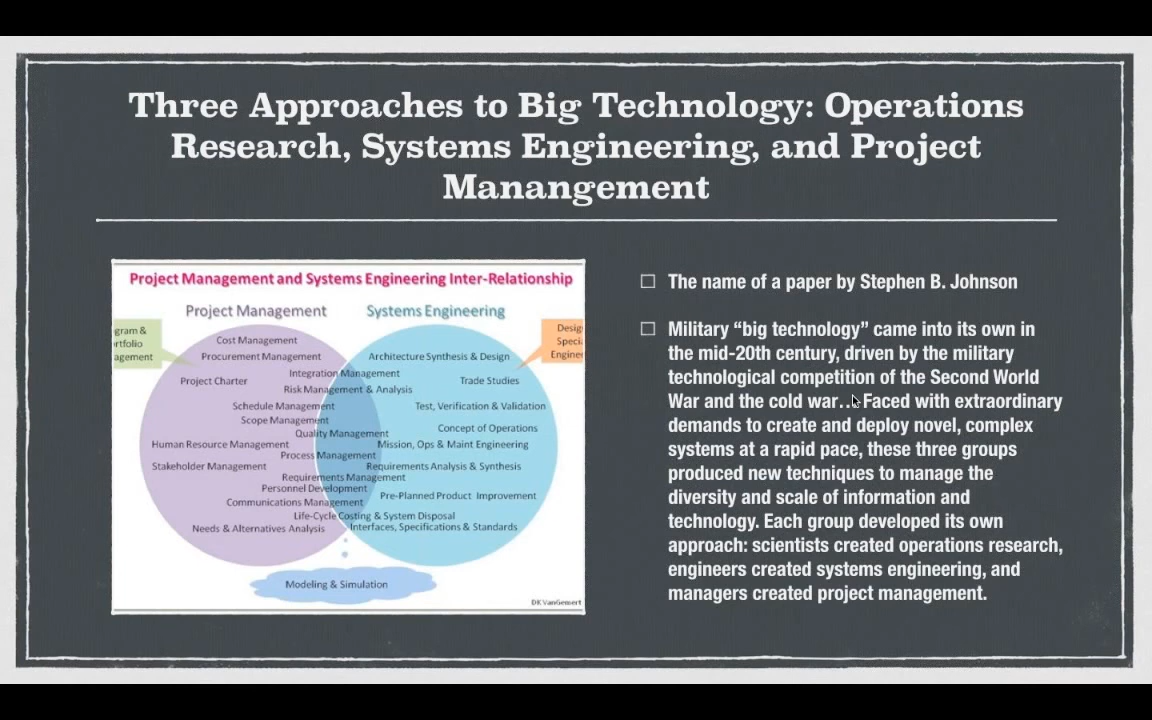 Three Approaches to Big Technology: Operations
Research, Systems Engineering, and Project
Manangement
Project Management and Systems Engineering Inter-Relationship
Project Management
Systems Engineering
gram &
rtfolio
agement
Desig
Speci
Engine
Cost Management
Procurement Management
Architecture Synthesis & Design
Integration Management
Project Charter
Trade Studies
Risk Management & Analysis
Schedule Management
Test, Verification & Validation
Scope Management
Concept of Operations
Quality Management
Human Resource Management
Mission, Ops & Maint Engineering
Process Management
Stakeholder Management
Requirements Analysis & Synthesis
Requirements Management
Personnel Development
Pre-Planned Product Improvement
Communications Management
Life-Cycle Costing & System Disposal
Needs & Alternatives Analysis
Interfaces, Specifications & Standards
Modeling & Simulation
DK VanGemert
The name of a paper by Stephen B. Johnson
Military “big technology” came into its own in
the mid-20th century, driven by the military
technological competition of the Second World
War and the cold war…Faced with extraordinary
demands to create and deploy novel, complex
systems at a rapid pace, these three groups
produced new techniques to manage the
diversity and scale of information and
technology. Each group developed its own
approach: scientists created operations research,
engineers created systems engineering, and
managers created project management.